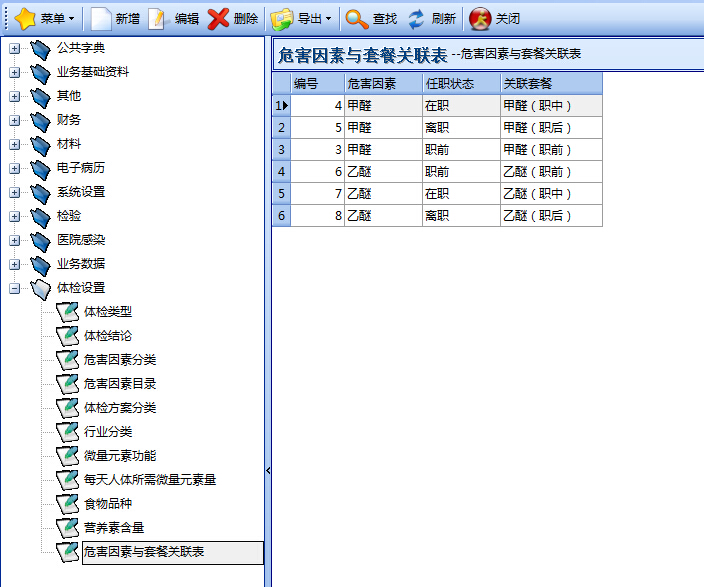 菜单 新增 编辑 删除 导出 查找 刷新 关闭
公共字典
业务基础资料
其他
财务
材料
电子病历
系统设置
检验
医院感染
业务数据
体检设置
体检类型
体检结论
危害因素分类
危害因素目录
体检方案分类
行业分类
微量元素功能
每天人体所需微量元素量
食物品种
营养素含量
危害因素与套餐关联表
危害因素与套餐关联表 --危害因素与套餐关联表
编号 危害因素 任职状态 关联套餐
1 4 甲醛 在职 甲醛（职中）
2 5 甲醛 离职 甲醛（职后）
3 3 甲醛 职前 甲醛（职前）
4 6 乙醚 职前 乙醚（职前）
5 7 乙醚 在职 乙醚（职中）
6 8 乙醚 离职 乙醚（职后）